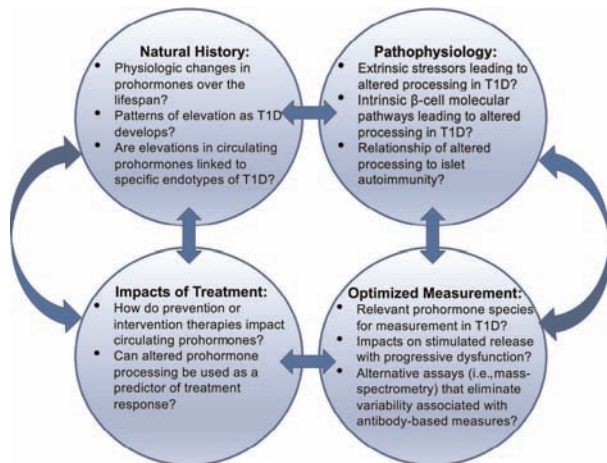 Natural History:
• Physiologic changes in
prohormones over the
lifespan?
• Patterns of elevation as T1D
develops?
• Are elevations in circulating
prohormones linked to
specific endotypes of T1D?
Pathophysiology:
• Extrinsic stressors leading to
altered processing in T1D?
• Intrinsic β-cell molecular
pathways leading to altered
processing in T1D?
• Relationship of altered
processing to islet
autoimmunity?
Impacts of Treatment:
• How do prevention or
intervention therapies impact
circulating prohormones?
• Can altered prohormone
processing be used as a
predictor of treatment
response?
Optimized Measurement:
• Relevant prohormone species
for measurement in T1D?
• Impacts on stimulated release
with progressive dysfunction?
• Alternative assays (i.e., mass-
spectrometry) that eliminate
variability associated with
antibody-based measures?